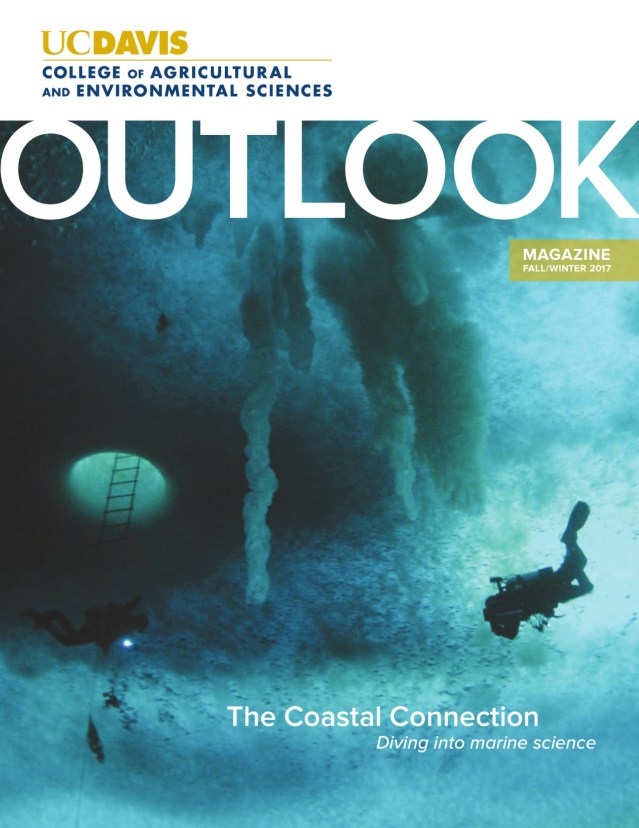 UCDAVIS
COLLEGE OF AGRICULTURAL
AND ENVIRONMENTAL SCIENCES
OUTLOOK
MAGAZINE
FALL/WINTER 2017
The Coastal Connection
Diving into marine science